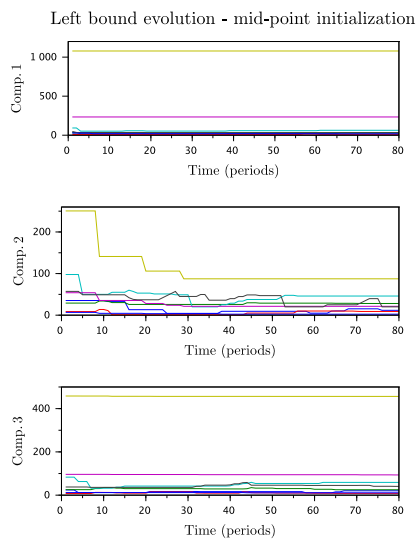 Left bound evolution - mid-point initialization
Comp. 1
1 000
500
0
0 10 20 30 40 50 60 70 80
Time (periods)
Comp. 2
200
100
0
0 10 20 30 40 50 60 70 80
Time (periods)
Comp. 3
400
200
0
0 10 20 30 40 50 60 70 80
Time (periods)